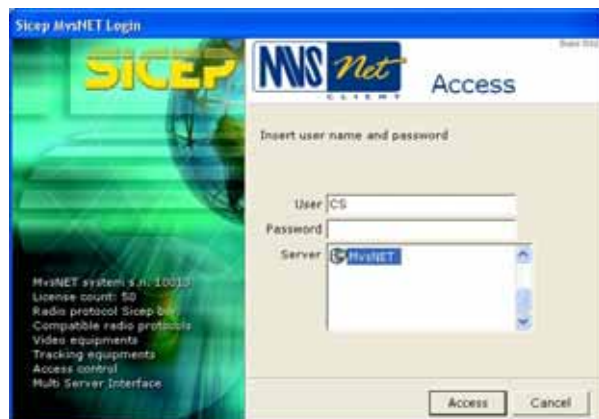 Sicep MvsNET Login
SICEP
MVS Net
CLIENT
Access
Insert user name and password
User CS
Password
Server MvsNET
MvsNET system s.n. 10013
License count: 50
Radio protocol Sicep
Compatible radio protocols
Video equipments
Tracking equipments
Access control
Multi Server Interface
Access Cancel